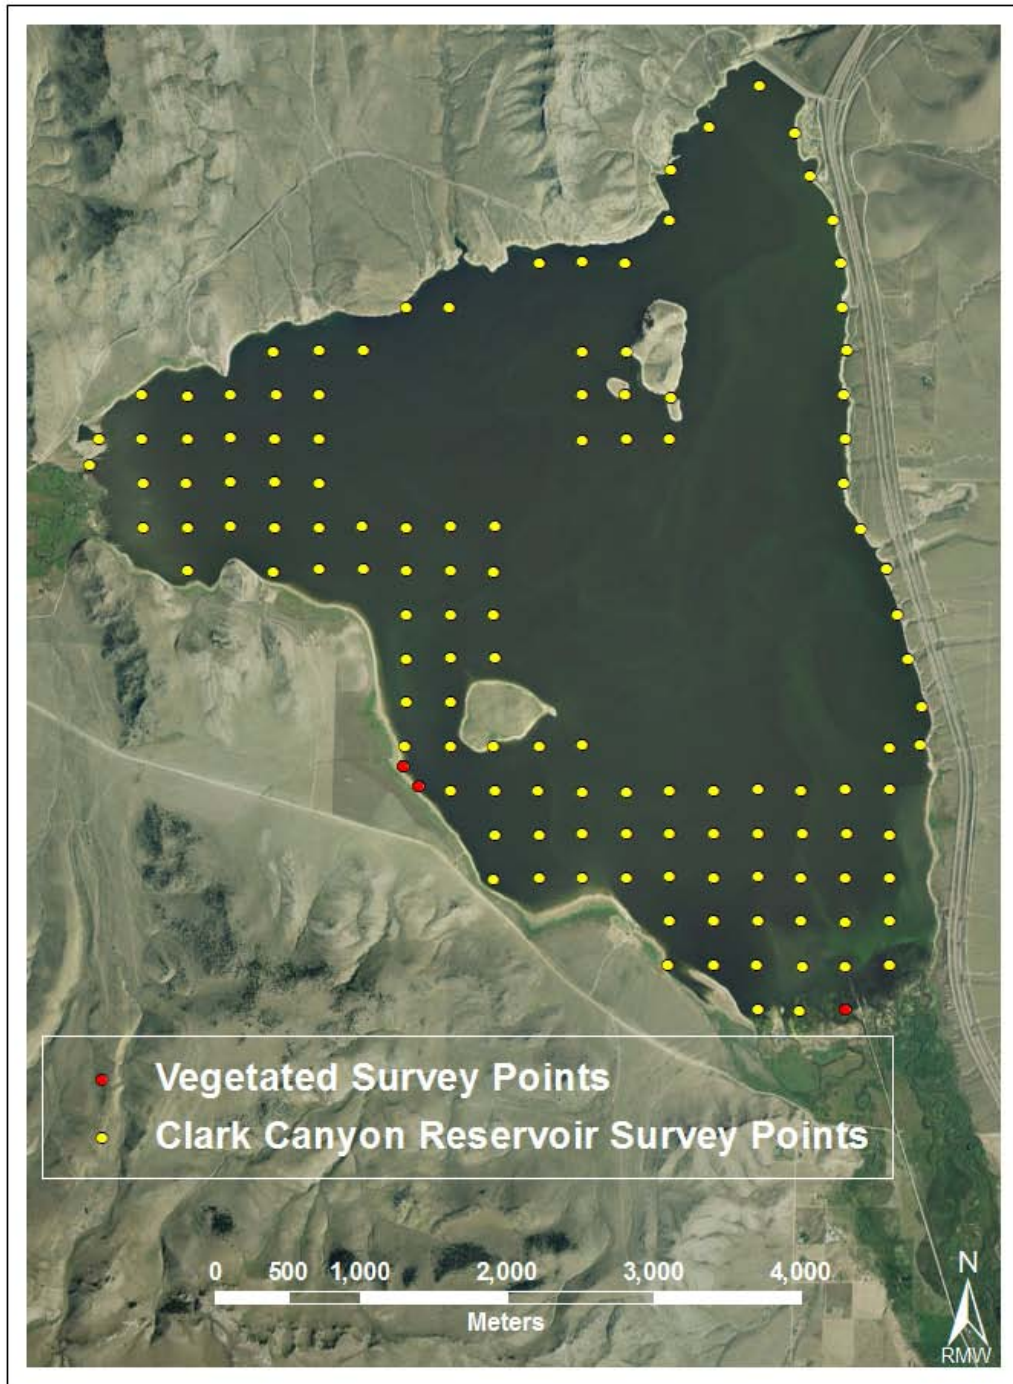 Vegetated Survey Points
Clark Canyon Reservoir Survey Points
0 500 1,000 2,000 3,000 4,000
Meters
N
RMW